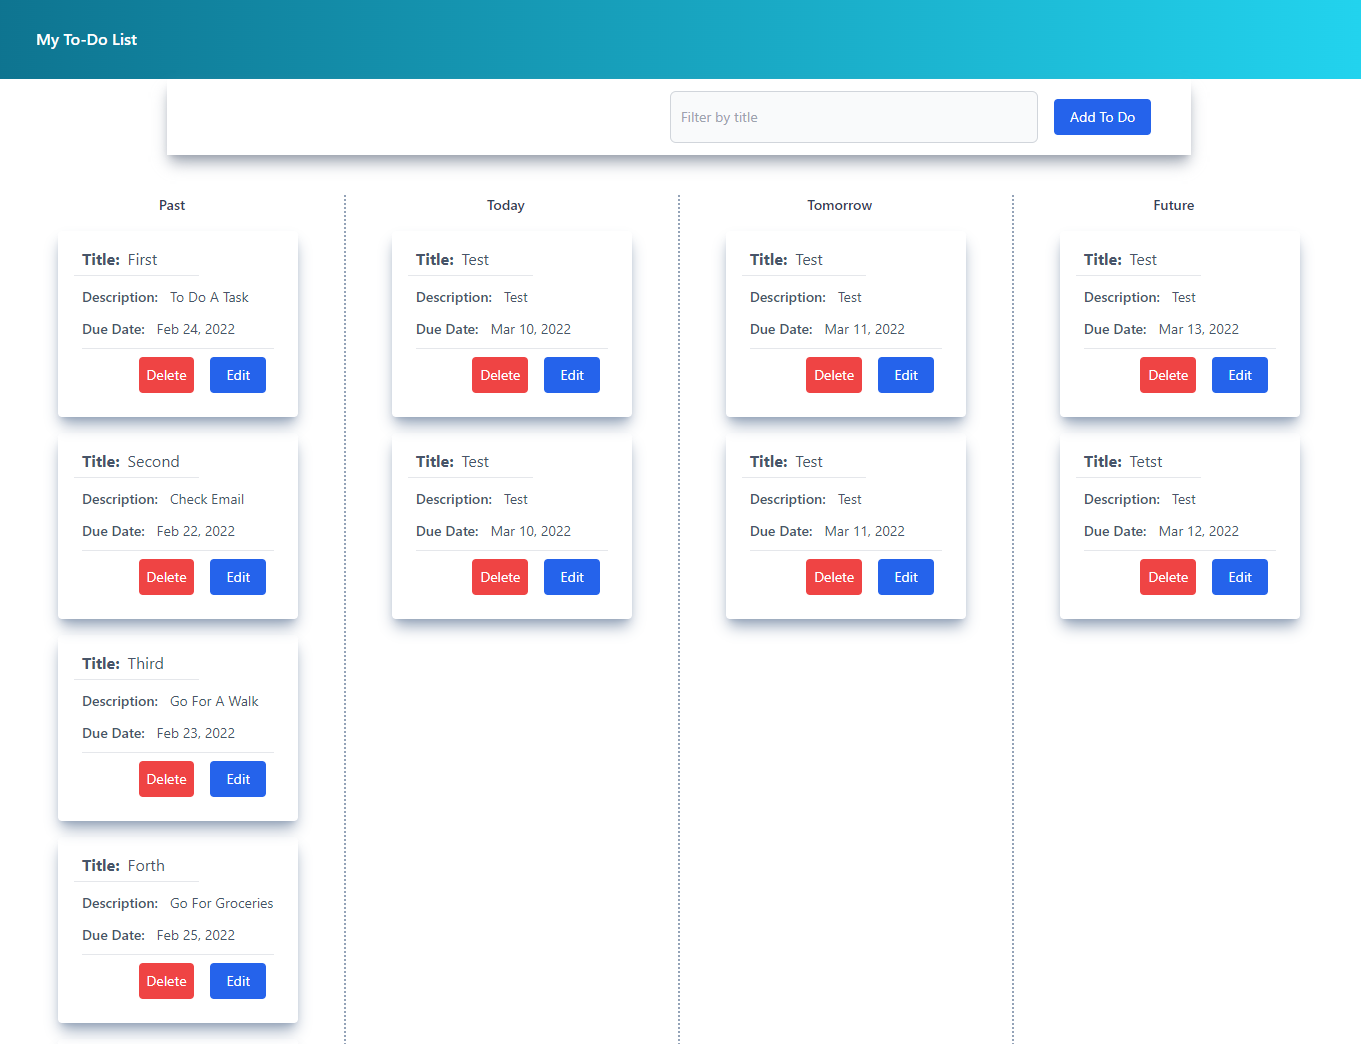 My To-Do List
Filter by title
Add To Do
Past
Title: First
Description: To Do A Task
Due Date: Feb 24, 2022
Delete Edit
Title: Second
Description: Check Email
Due Date: Feb 22, 2022
Delete Edit
Title: Third
Description: Go For A Walk
Due Date: Feb 23, 2022
Delete Edit
Title: Forth
Description: Go For Groceries
Due Date: Feb 25, 2022
Delete Edit
Today
Title: Test
Description: Test
Due Date: Mar 10, 2022
Delete Edit
Title: Test
Description: Test
Due Date: Mar 10, 2022
Delete Edit
Tomorrow
Title: Test
Description: Test
Due Date: Mar 11, 2022
Delete Edit
Title: Test
Description: Test
Due Date: Mar 11, 2022
Delete Edit
Future
Title: Test
Description: Test
Due Date: Mar 13, 2022
Delete Edit
Title: Tetst
Description: Test
Due Date: Mar 12, 2022
Delete Edit